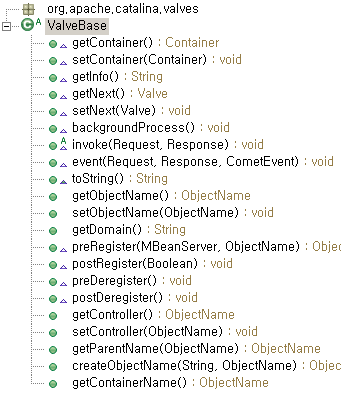 org.apache.catalina.valves
A ValveBase
getContainer() : Container
setContainer(Container) : void
getInfo() : String
getNext() : Valve
setNext(Valve) : void
backgroundProcess() : void
A invoke(Request, Response) : void
event(Request, Response, CometEvent) : void
toString() : String
getObjectName() : ObjectName
setObjectName(ObjectName) : void
getDomain() : String
preRegister(MBeanServer, ObjectName) : Obje
postRegister(Boolean) : void
preDeregister() : void
postDeregister() : void
getController() : ObjectName
setController(ObjectName) : void
getParentName(ObjectName) : ObjectName
createObjectName(String, ObjectName) : Obje
getContainerName() : ObjectName